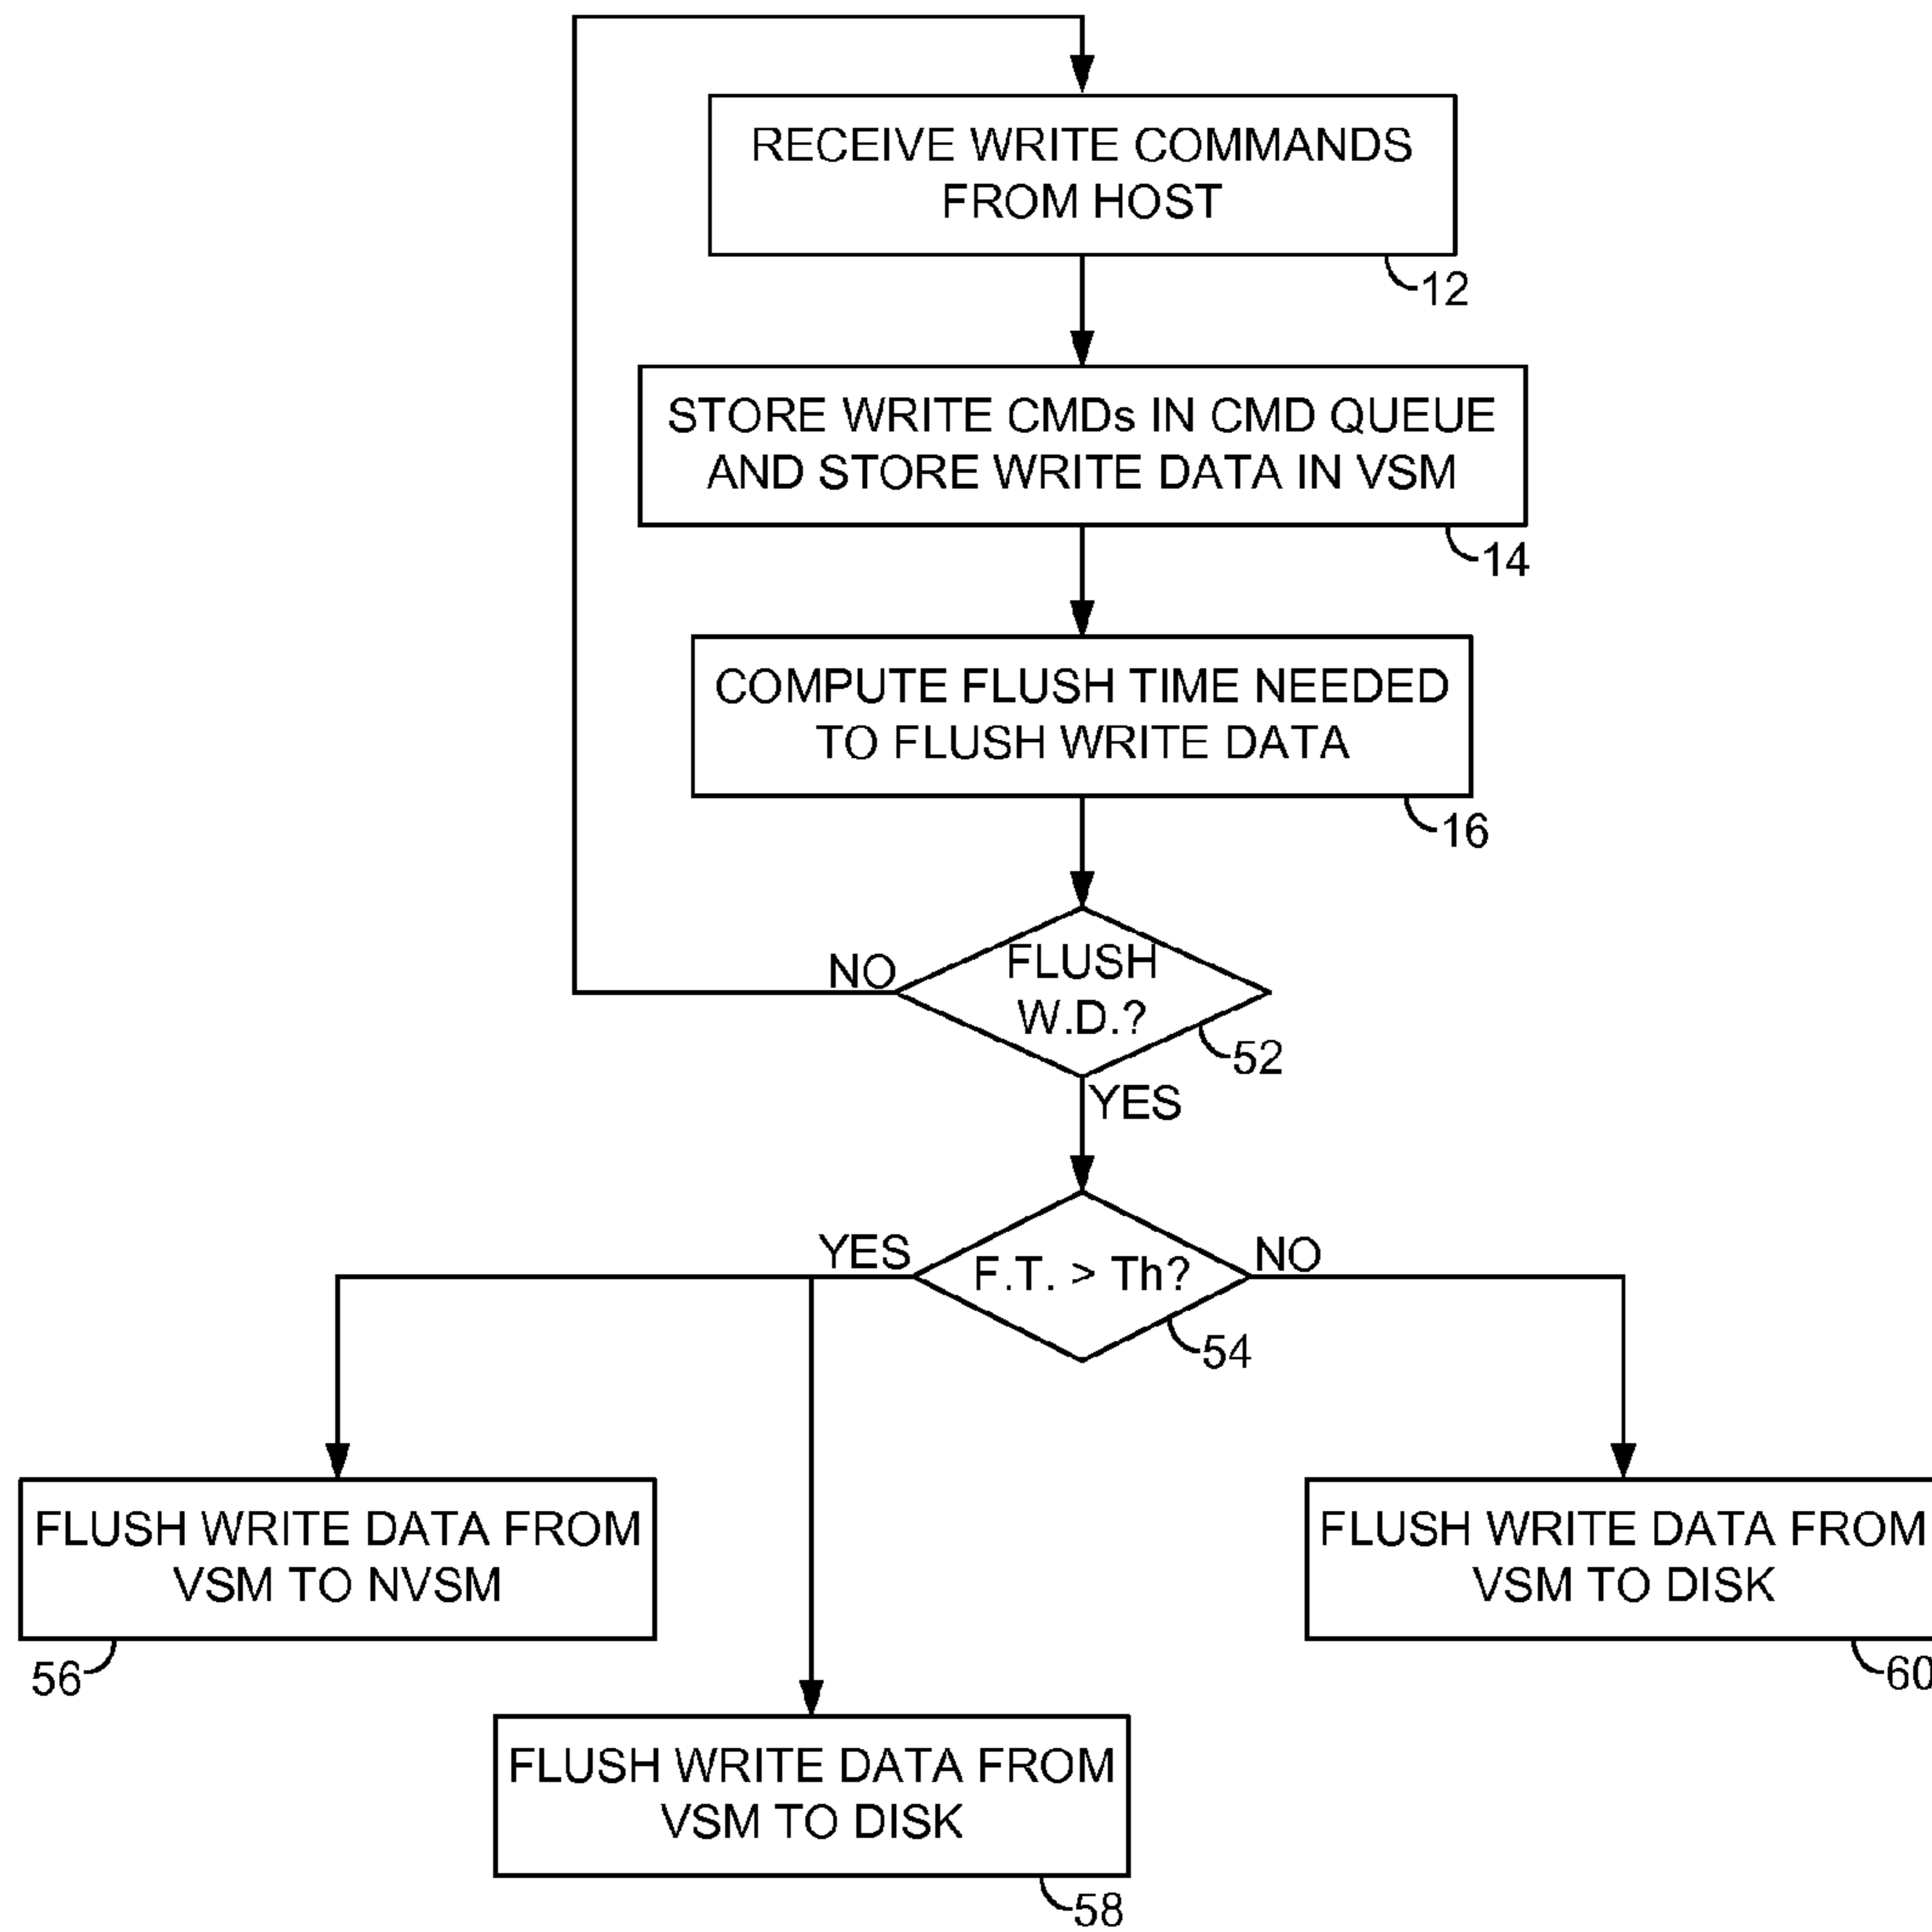 RECEIVE WRITE COMMANDS
FROM HOST
12
STORE WRITE CMDs IN CMD QUEUE
AND STORE WRITE DATA IN VSM
14
COMPUTE FLUSH TIME NEEDED
TO FLUSH WRITE DATA
16
NO
FLUSH
W.D.?
52
YES
YES
F.T. > Th?
NO
54
FLUSH WRITE DATA FROM
VSM TO NVSM
56
FLUSH WRITE DATA FROM
VSM TO DISK
60
FLUSH WRITE DATA FROM
VSM TO DISK
58